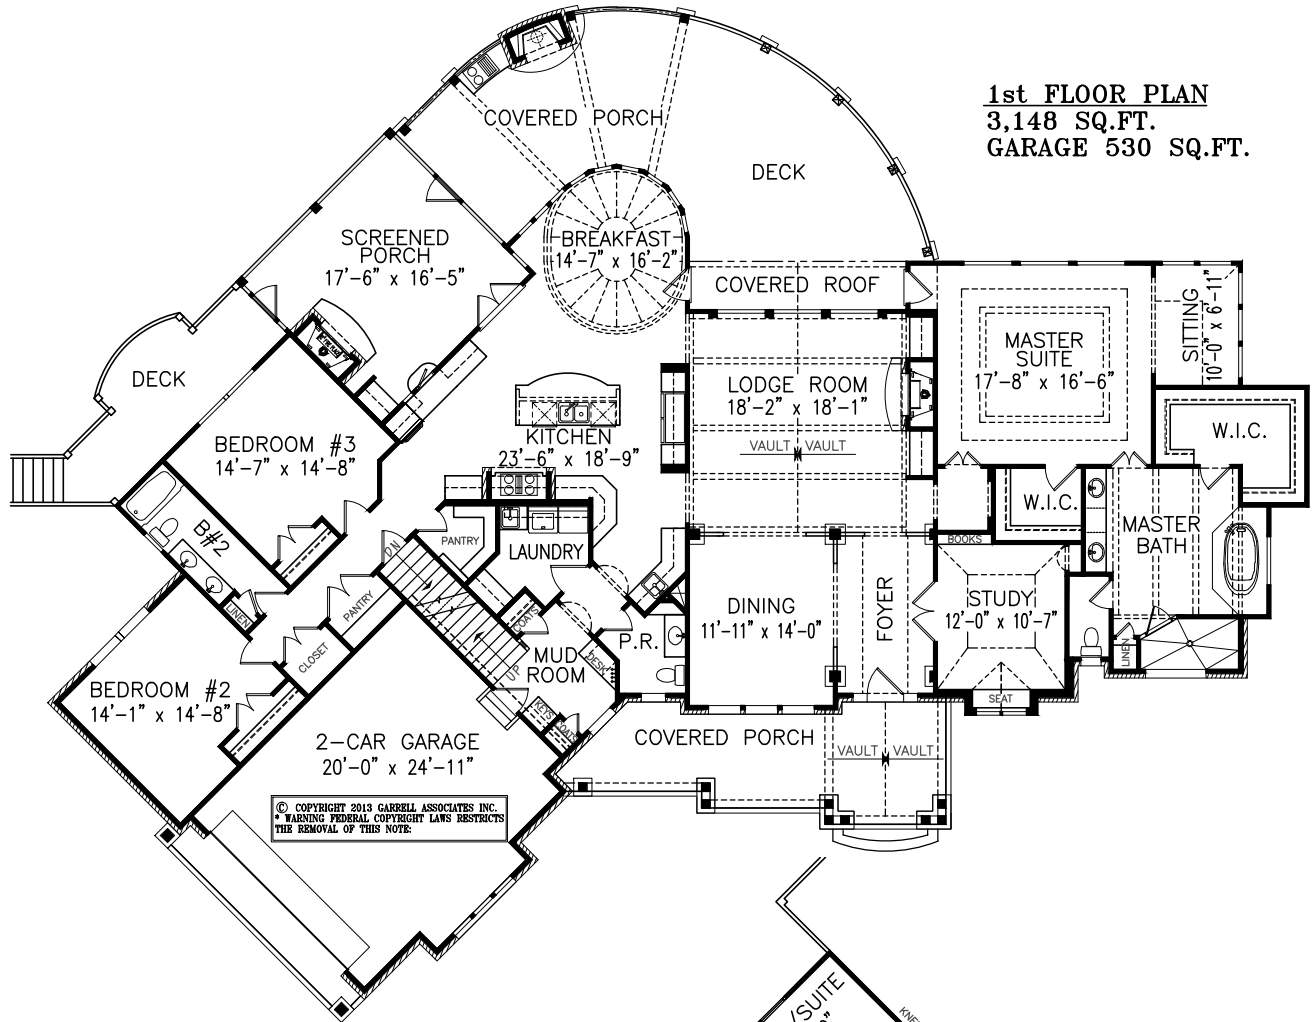 1st FLOOR PLAN
3,148 SQ.FT.
GARAGE 530 SQ.FT.
COVERED PORCH
DECK
SCREENED
PORCH
17'-6" x 16'-5"
BREAKFAST
14'-7" x 16'-2"
COVERED ROOF
SITTING
10'-0" x 6'-11"
MASTER
SUITE
17'-8" x 16'-6"
DECK
LODGE ROOM
18'-2" x 18'-1"
VAULT VAULT
W.I.C.
BEDROOM #3
14'-7" x 14'-8"
KITCHEN
23'-6" x 18'-9"
W.I.C.
MASTER
BATH
B#2
DN
PANTRY
LAUNDRY
BOOKS
LINEN
PANTRY
COATS
DINING
11'-11" x 14'-0"
FOYER
STUDY
12'-0" x 10'-7"
P.R.
CLOSET
UP
MUD
ROOM
DESK
LINEN
BEDROOM #2
14'-1" x 14'-8"
SEAT
KEYS
COATS
2-CAR GARAGE
20'-0" x 24'-11"
COVERED PORCH
VAULT VAULT
© COPYRIGHT 2013 GARRELL ASSOCIATES INC.
* WARNING FEDERAL COPYRIGHT LAWS RESTRICTS
THE REMOVAL OF THIS NOTE:
/SUITE